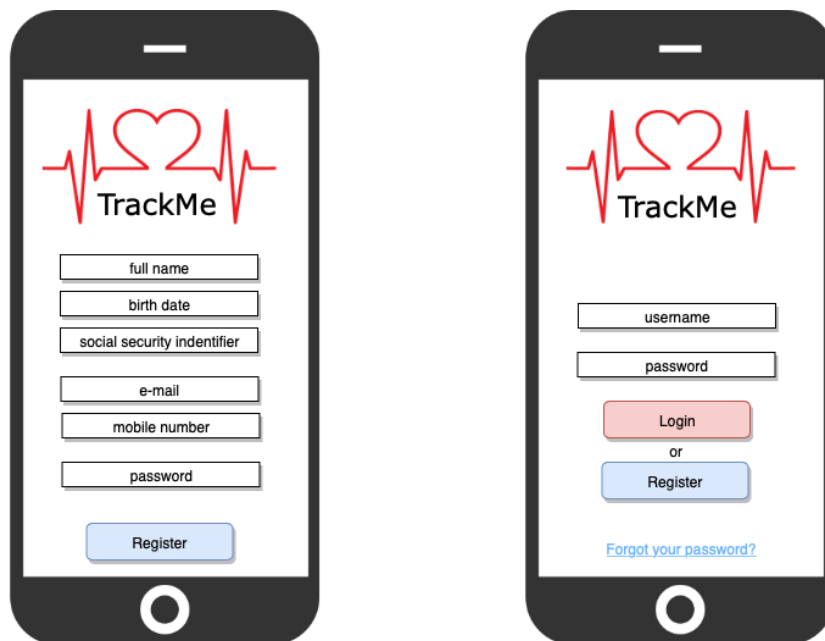 TrackMe
full name
birth date
social security indentifier
e-mail
mobile number
password
Register
TrackMe
username
password
Login
or
Register
Forgot your password?